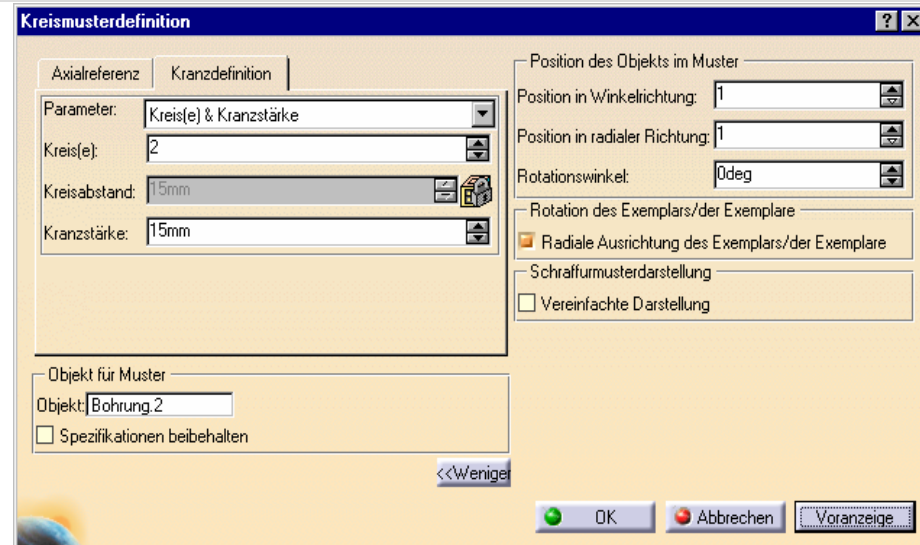 Kreismusterdefinition
Axialreferenz Kranzdefinition
Parameter: Kreis(e) & Kranzstärke
Kreis(e): 2
Kreisabstand: 15mm
Kranzstärke: 15mm
Objekt für Muster
Objekt: Bohrung.2
Spezifikationen beibehalten
<<Weniger
Position des Objekts im Muster
Position in Winkelrichtung: 1
Position in radialer Richtung: 1
Rotationswinkel: 0deg
Rotation des Exemplars/der Exemplare
Radiale Ausrichtung des Exemplars/der Exemplare
Schraffurmusterdarstellung
Vereinfachte Darstellung
OK Abbrechen Voranzeige